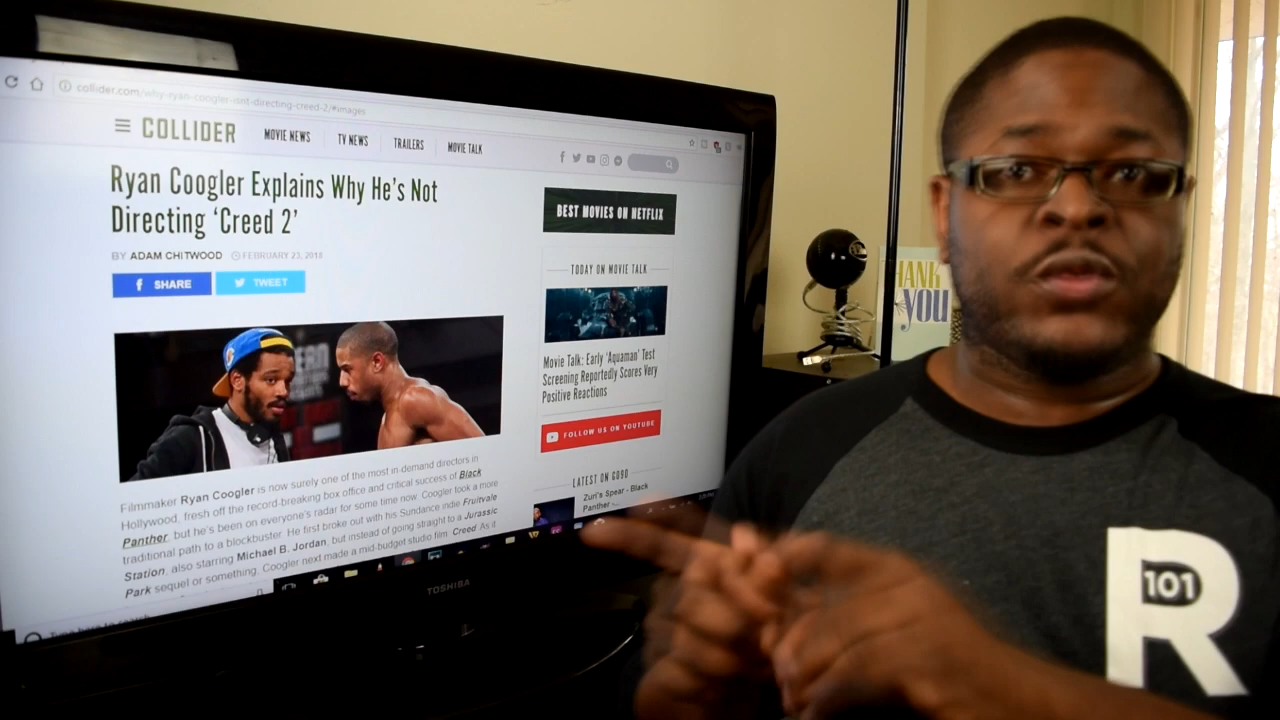 collider.com/why-ryan-coogler-isnt-directing-creed-2/#images
COLLIDER
MOVIE NEWS
TV NEWS
TRAILERS
MOVIE TALK
Ryan Coogler Explains Why He's Not
Directing 'Creed 2'
BY ADAM CHITWOOD
FEBRUARY 23, 2018
f SHARE
TWEET
Filmmaker Ryan Coogler is now surely one of the most in-demand directors in
Hollywood, fresh off the record-breaking box office and critical success of Black
Panther, but he's been on everyone's radar for some time now. Coogler took a more
traditional path to a blockbuster. He first broke out with his Sundance indie Fruitvale
Station, also starring Michael B. Jordan, but instead of going straight to a Jurassic
Park sequel or something, Coogler next made a mid-budget studio film: Creed. As it
BEST MOVIES ON NETFLIX
TODAY ON MOVIE TALK
Movie Talk: Early 'Aquaman' Test
Screening Reportedly Scores Very
Positive Reactions
FOLLOW US ON YOUTUBE
LATEST ON GO90
Zuri's Spear - Black
Panther
Type here to search
TOSHIBA
THANK
you
R
101